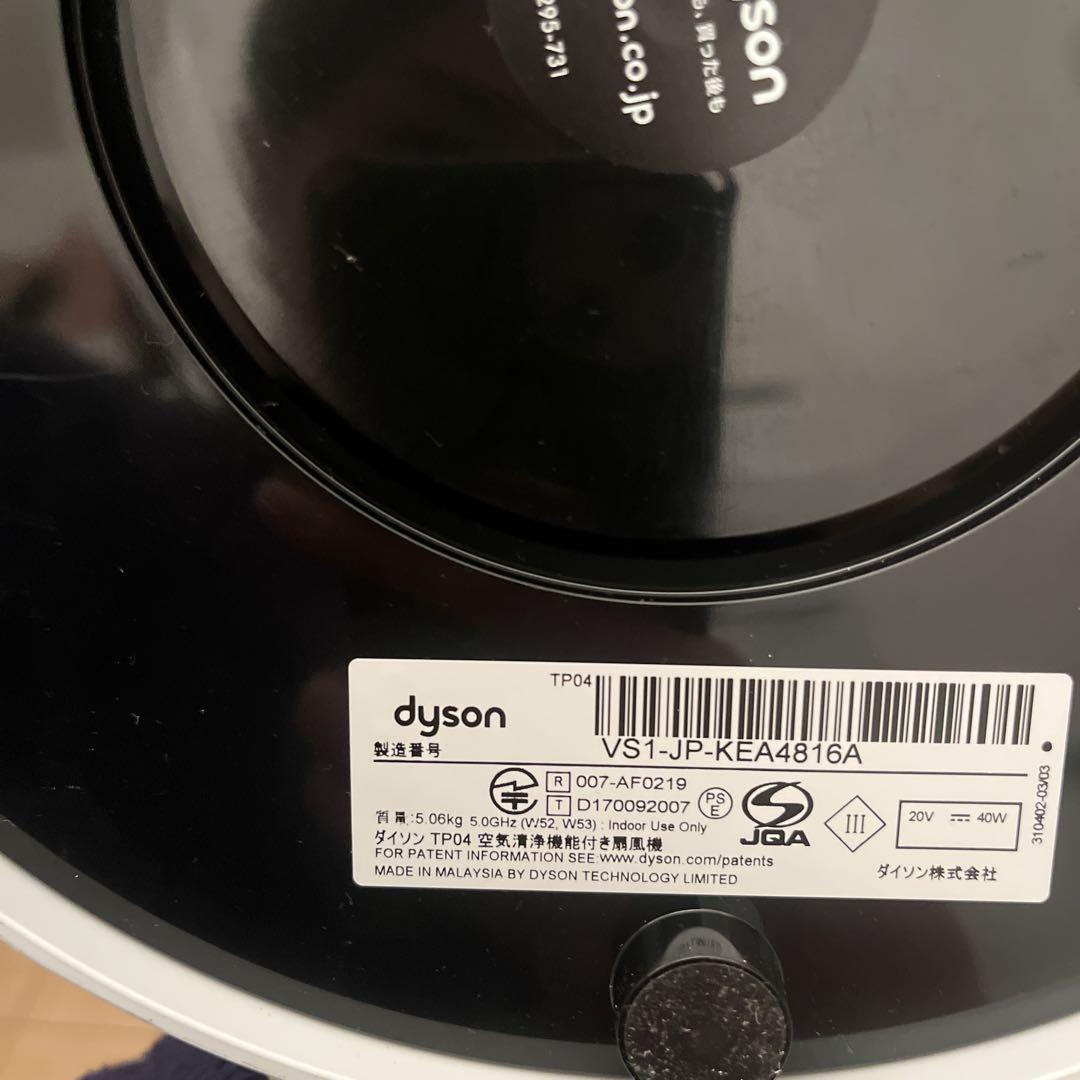 dyson
も、買った後も
on.co.jp
295-731
TP04
dyson
製造番号
VS1-JP-KEA4816A
R 007-AF0219
T D170092007
PS
E
JQA
III
20V 40W
310402-03/03
質量:5.06kg 5.0GHz (W52, W53) : Indoor Use Only
ダイソン TP04 空気清浄機能付き扇風機
FOR PATENT INFORMATION SEE:www.dyson.com/patents
MADE IN MALAYSIA BY DYSON TECHNOLOGY LIMITED
ダイソン株式会社